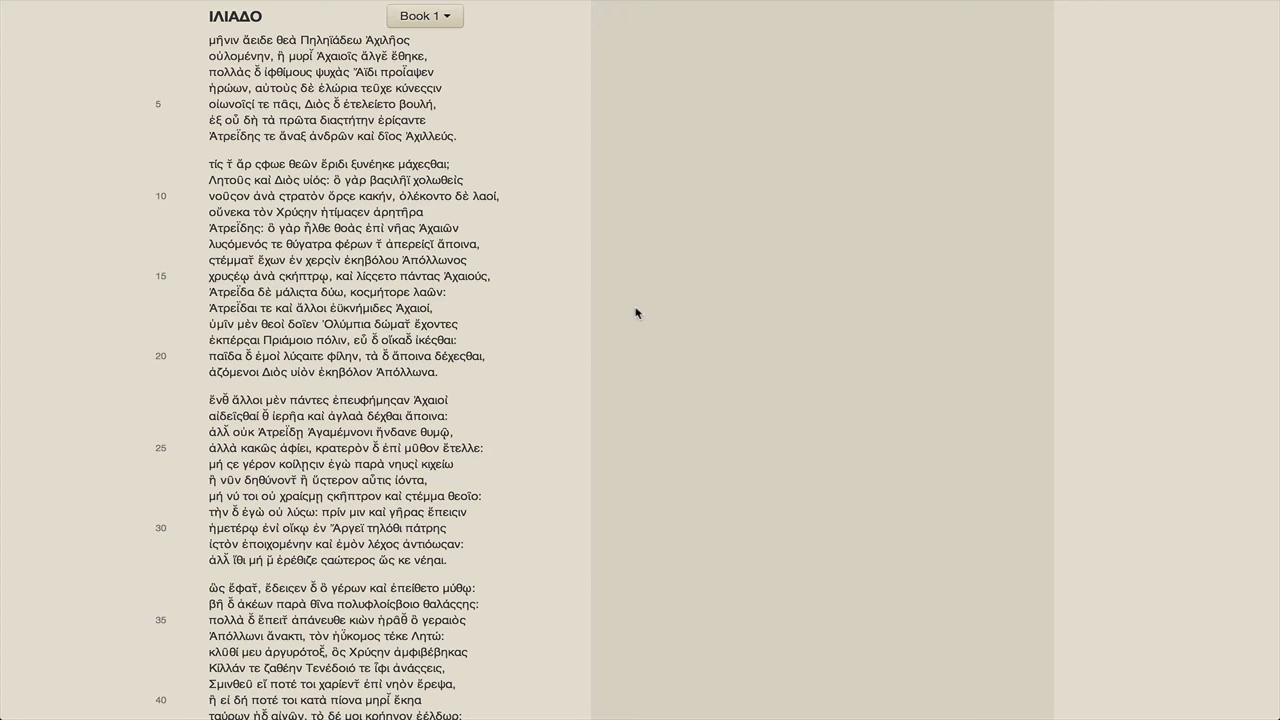 ΙΛΙΑΔΟ
Book 1
μῆνιν ἄειδε θεὰ Πηληϊάδεω Ἀχιλῆος
οὐλομένην, ἣ μυρί̓ Ἀχαιοῖς ἄλγἐ ἔθηκε,
πολλὰς δ̓ ἰφθίμους ψυχὰς Ἄϊδι προΐαψεν
ἡρώων, αὐτοὺς δὲ ἑλώρια τεῦχε κύνεϲϲιν
5 οἰωνοῖϲί τε πᾶϲι, Διὸς δ̓ ἐτελείετο βουλή,
ἐξ οὗ δὴ τὰ πρῶτα διαϲτήτην ἐρίϲαντε
Ἀτρεΐδης τε ἄναξ ἀνδρῶν καὶ δῖος Ἀχιλλεύς.
τίς τ̓ ἄρ ϲφωε θεῶν ἔριδι ξυνέηκε μάχεϲθαι;
Λητοῦς καὶ Διὸς υἱός: ὃ γὰρ βαϲιλῆϊ χολωθεὶς
10 νοῦϲον ἀνὰ ϲτρατὸν ὄρϲε κακήν, ὀλέκοντο δὲ λαοί,
οὕνεκα τὸν Χρύϲην ἠτίμαϲεν ἀρητῆρα
Ἀτρεΐδης: ὃ γὰρ ἦλθε θοὰς ἐπὶ νῆας Ἀχαιῶν
λυϲόμενός τε θύγατρα φέρων τ̓ ἀπερείϲἰ ἄποινα,
ϲτέμματ̓ ἔχων ἐν χερϲὶν ἑκηβόλου Ἀπόλλωνος
15 χρυϲέῳ ἀνὰ ϲκήπτρῳ, καὶ λίϲϲετο πάντας Ἀχαιούς,
Ἀτρεΐδα δὲ μάλιϲτα δύω, κοϲμήτορε λαῶν:
Ἀτρεΐδαι τε καὶ ἄλλοι ἐϋκνήμιδες Ἀχαιοί,
ὑμῖν μὲν θεοὶ δοῖεν Ὀλύμπια δώματ̓ ἔχοντες
ἐκπέρϲαι Πριάμοιο πόλιν, εὖ δ̓ οἴκαδ̓ ἱκέϲθαι:
20 παῖδα δ̓ ἐμοὶ λύϲαιτε φίλην, τὰ δ̓ ἄποινα δέχεϲθαι,
ἁζόμενοι Διὸς υἱὸν ἑκηβόλον Ἀπόλλωνα.
ἔνθ̓ ἄλλοι μὲν πάντες ἐπευφήμηϲαν Ἀχαιοὶ
αἰδεῖϲθαί θ̓ ἱερῆα καὶ ἀγλαὰ δέχθαι ἄποινα:
ἀλλ̓ οὐκ Ἀτρεΐδῃ Ἀγαμέμνονι ἥνδανε θυμῷ,
25 ἀλλὰ κακῶς ἀφίει, κρατερὸν δ̓ ἐπὶ μῦθον ἔτελλε:
μή ϲε γέρον κοίλῃϲιν ἐγὼ παρὰ νηυϲὶ κιχείω
ἢ νῦν δηθύνοντ̓ ἢ ὕϲτερον αὖτις ἰόντα,
μή νύ τοι οὐ χραίϲμῃ ϲκῆπτρον καὶ ϲτέμμα θεοῖο:
τὴν δ̓ ἐγὼ οὐ λύϲω: πρίν μιν καὶ γῆρας ἔπειϲιν
30 ἡμετέρῳ ἐνὶ οἴκῳ ἐν Ἄργεϊ τηλόθι πάτρης
ἱϲτὸν ἐποιχομένην καὶ ἐμὸν λέχος ἀντιόωϲαν:
ἀλλ̓ ἴθι μή μ̓ ἐρέθιζε ϲαώτερος ὥς κε νέηαι.
ὣς ἔφατ̓, ἔδειϲεν δ̓ ὃ γέρων καὶ ἐπείθετο μύθῳ:
βῆ δ̓ ἀκέων παρὰ θῖνα πολυφλοίϲβοιο θαλάϲϲης:
35 πολλὰ δ̓ ἔπειτ̓ ἀπάνευθε κιὼν ἠρᾶθ̓ ὃ γεραιὸς
Ἀπόλλωνι ἄνακτι, τὸν ἠΰκομος τέκε Λητώ:
κλῦθί μευ ἀργυρότοξ̓, ὃς Χρύϲην ἀμφιβέβηκας
Κίλλάν τε ζαθέην Τενέδοιό τε ἶφι ἀνάϲϲεις,
Σμινθεῦ εἴ ποτέ τοι χαρίεντ̓ ἐπὶ νηὸν ἔρεψα,
40 ἢ εἰ δή ποτέ τοι κατὰ πίονα μηρί̓ ἔκηα
ταύρων ἠδ̓ αἰγῶν, τὸ δέ μοι κρήηνον ἐέλδωρ: